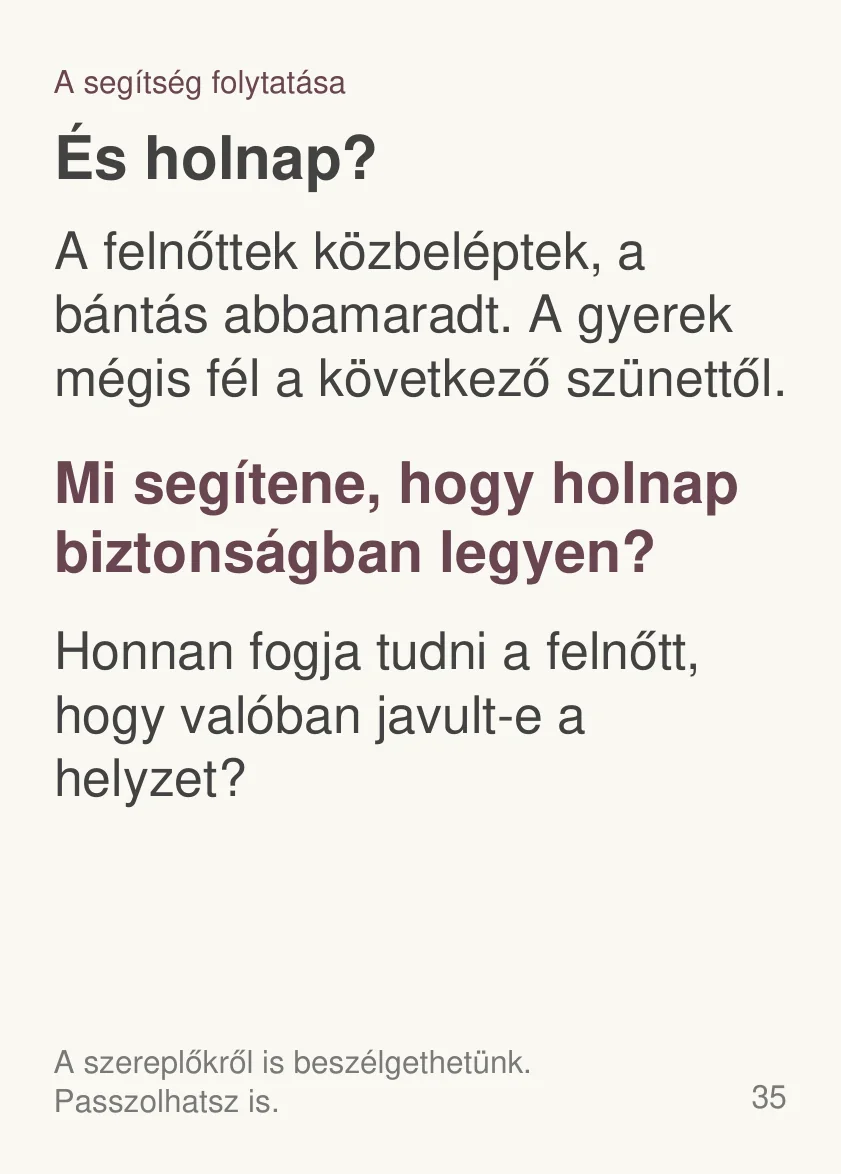 A segítség folytatása
És holnap?
A felnőttek közbeléptek, a
bántás abbamaradt. A gyerek
mégis fél a következő szünettől.
Mi segítene, hogy holnap
biztonságban legyen?
Honnan fogja tudni a felnőtt,
hogy valóban javult-e a
helyzet?
A szereplőkről is beszélgethetünk.
Passzolhatsz is.
35